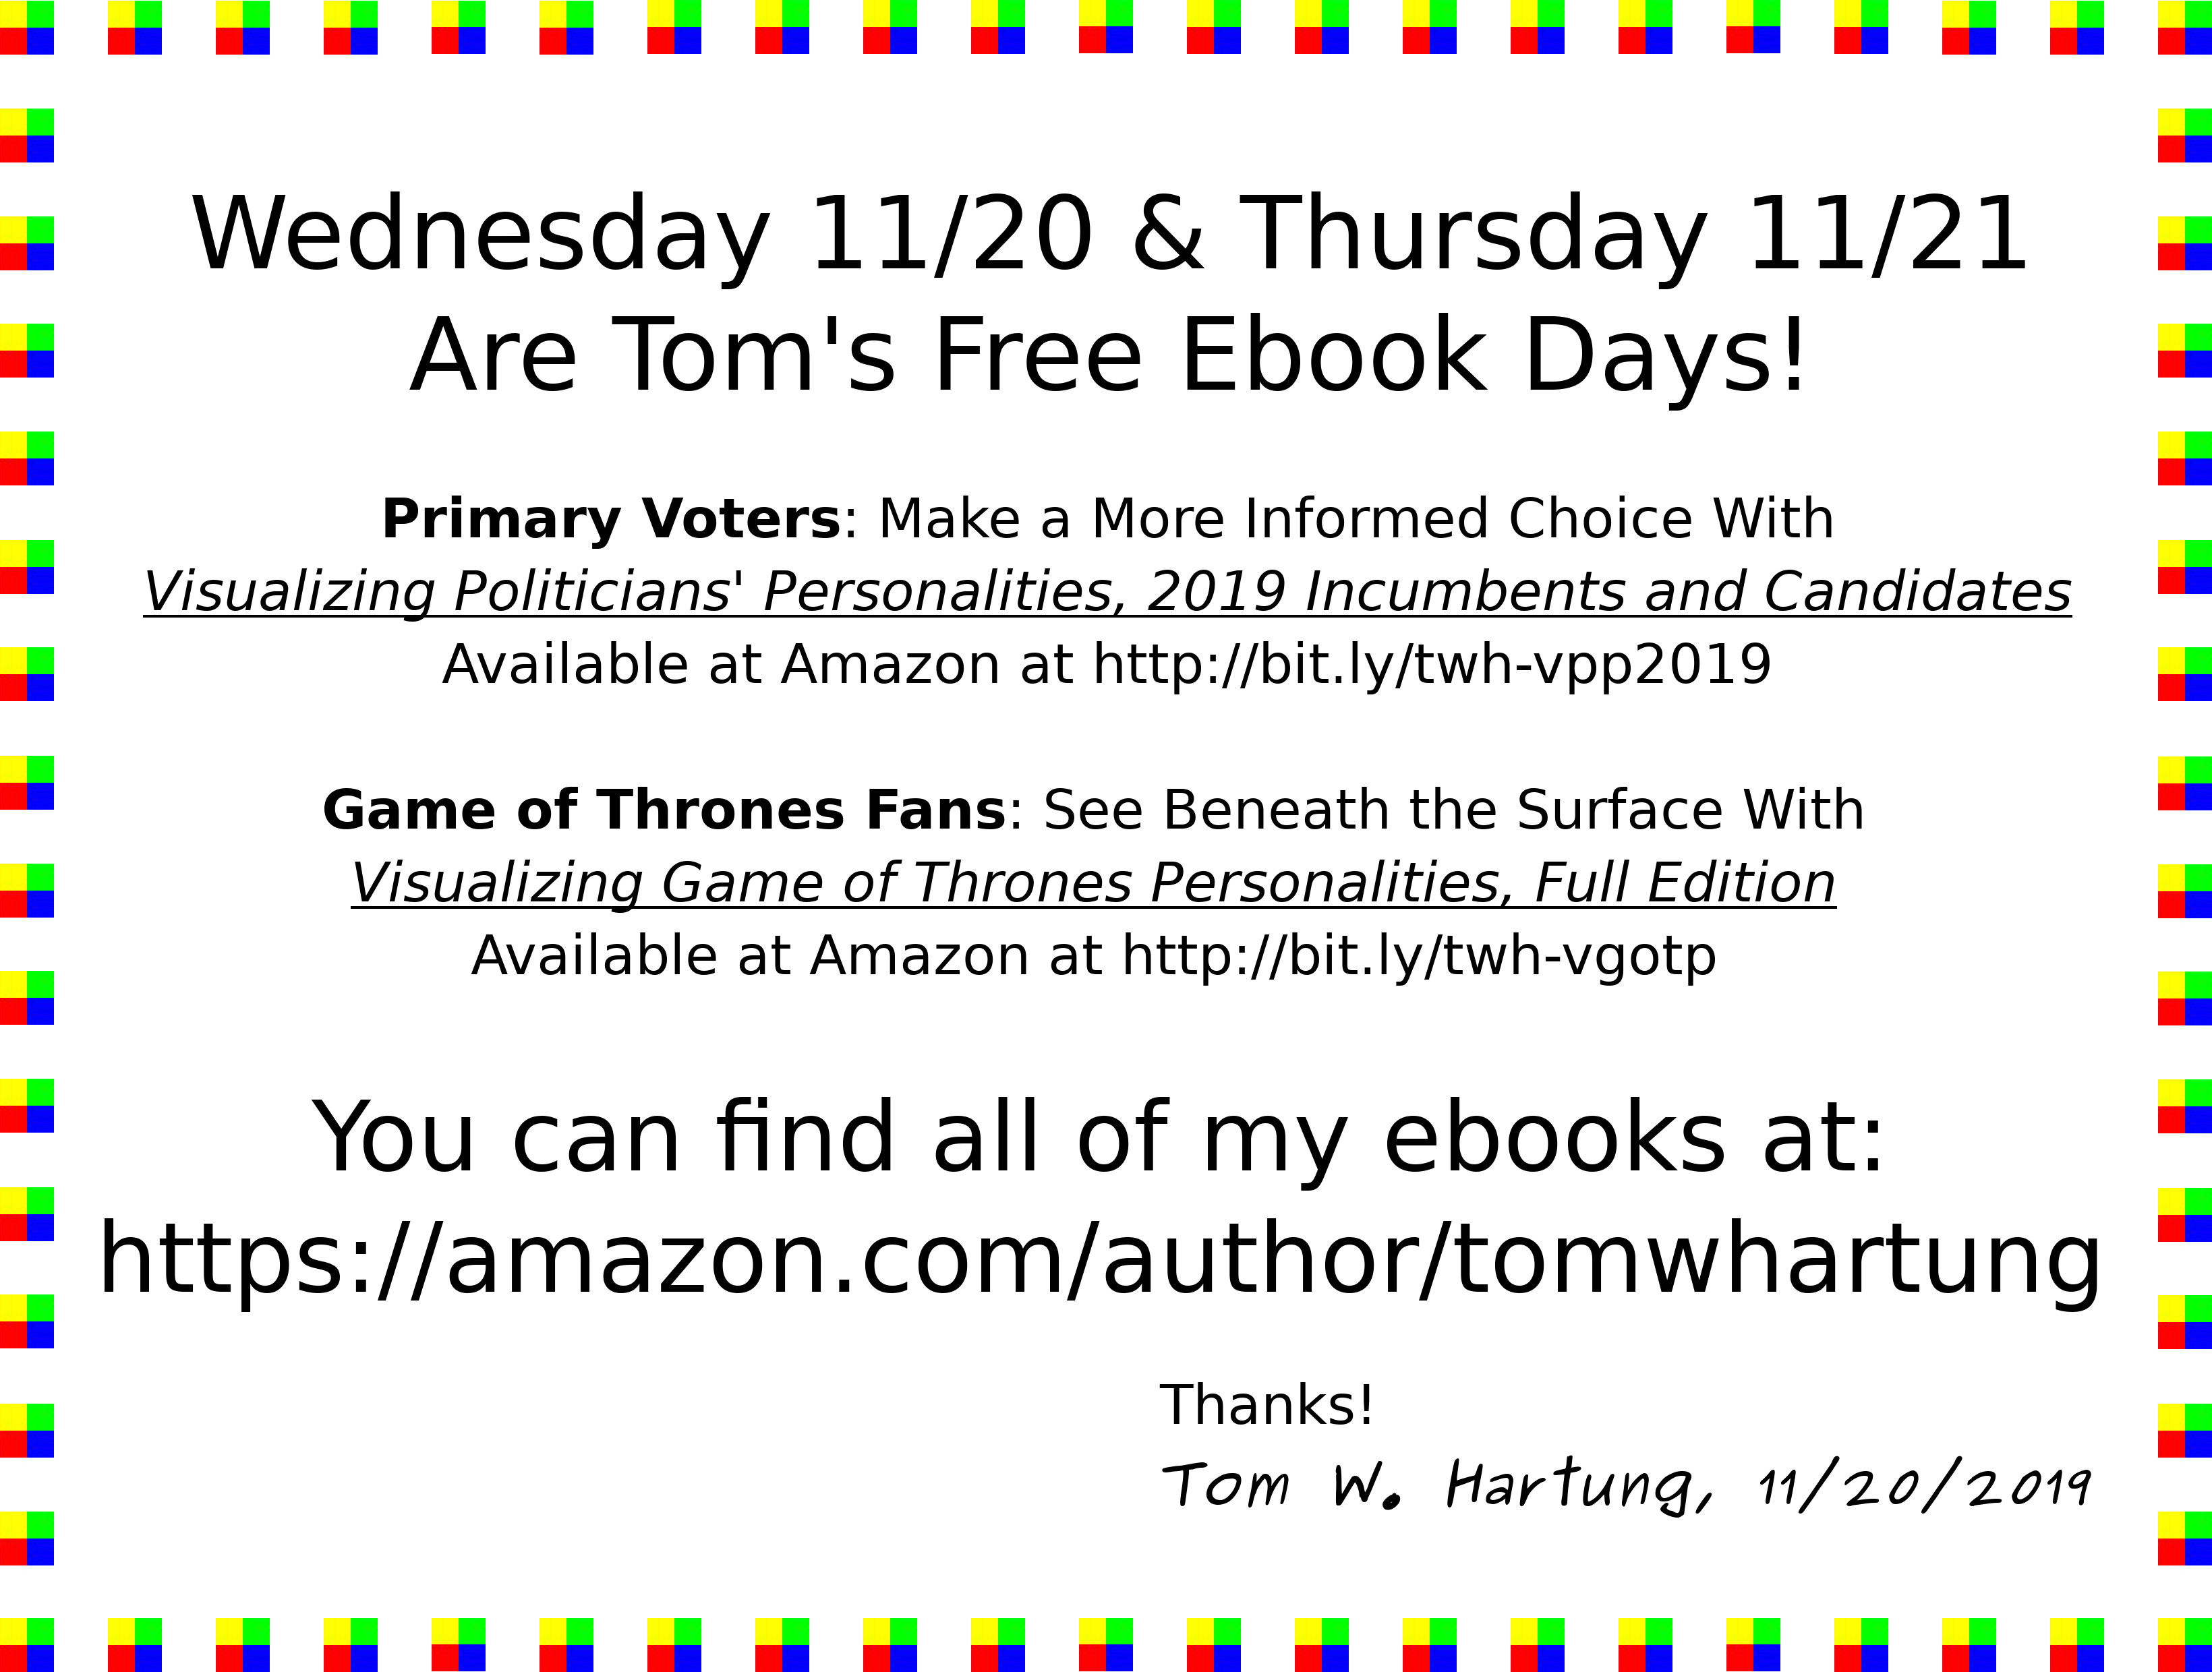 Wednesday 11/20 & Thursday 11/21
Are Tom's Free Ebook Days!
Primary Voters: Make a More Informed Choice With
Visualizing Politicians' Personalities, 2019 Incumbents and Candidates
Available at Amazon at http://bit.ly/twh-vpp2019
Game of Thrones Fans: See Beneath the Surface With
Visualizing Game of Thrones Personalities, Full Edition
Available at Amazon at http://bit.ly/twh-vgotp
You can find all of my ebooks at:
https://amazon.com/author/tomwhartung
Thanks!
Tom W. Hartung, 11/20/2019